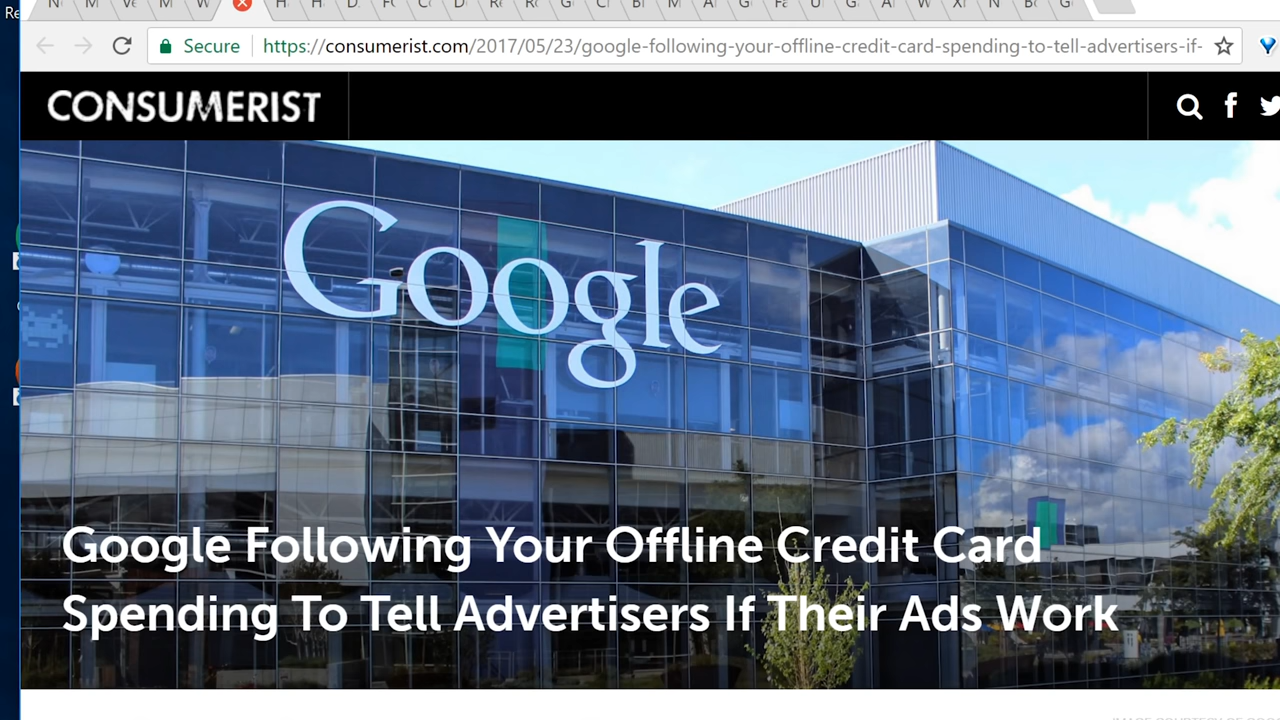 Secure
https://consumerist.com/2017/05/23/google-following-your-offline-credit-card-spending-to-tell-advertisers-if-
CONSUMERIST
Google
Google Following Your Offline Credit Card
Spending To Tell Advertisers If Their Ads Work